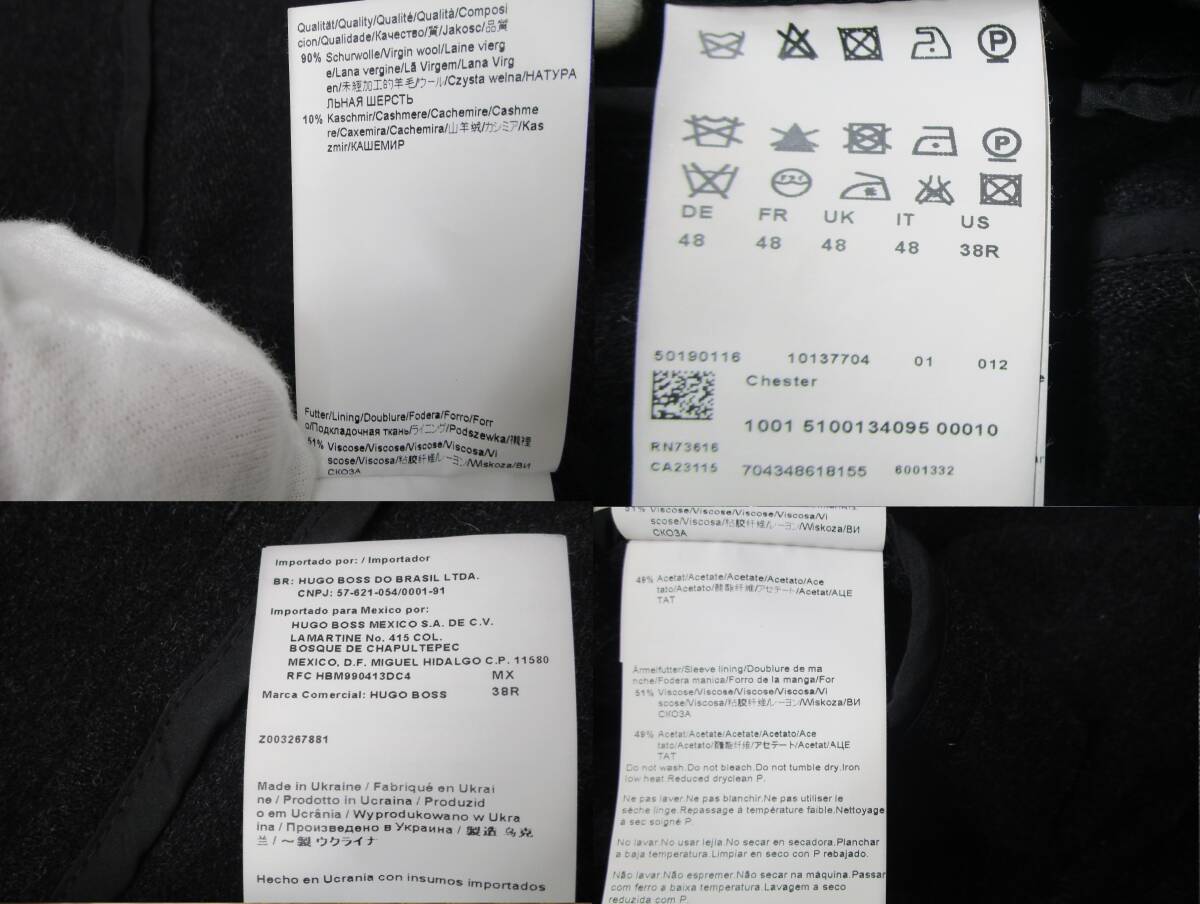 Qualität/Quality/Qualité/Qualità/Composi
cion/Qualidade/Качество/質/Jakosc/品質
90% Schurwolle/Virgin wool/Laine vierg
e/Lana vergine/Lã Virgem/Lana Virg
en/未經加工的羊毛/ウール/Czysta welna/НАТУРА
ЛЬНАЯ ШЕРСТЬ
10% Kaschmir/Cashmere/Cachemire/Cashme
re/Caxemira/Cachemira/山羊絨/カシミア/Kas
zmir/КАШЕМИР
Futter/Lining/Doublure/Fodera/Forro/Forr
o/Подкладочная ткань/ライニング/Podszewka/襯裡
51% Viscose/Viscose/Viscose/Viscosa/Vi
scose/Viscosa/粘胶纤维/レーヨン/Wiskoza/ВИ
СКОЗА
P
P
DE FR UK IT US
48 48 48 48 38R
50190116 10137704 01 012
Chester
1001 5100134095 00010
RN73616
CA23115 704348618155 6001332
Importado por: / Importador
BR: HUGO BOSS DO BRASIL LTDA.
CNPJ: 57-621-054/0001-91
Importado para Mexico por:
HUGO BOSS MEXICO S.A. DE C.V.
LAMARTINE No. 415 COL.
BOSQUE DE CHAPULTEPEC
MEXICO, D.F. MIGUEL HIDALGO C.P. 11580
RFC HBM990413DC4 MX
Marca Comercial: HUGO BOSS 38R
Z003267881
Made in Ukraine / Fabriqué en Ukrai
ne / Prodotto in Ucraina / Produzid
o em Ucrânia / Wyprodukowano w Ukra
ina / Произведено в Украина / 製造 乌克
兰 / ~製 ウクライナ
Hecho en Ucrania con insumos importados
51% Viscose/Viscose/Viscose/Viscosa/Vi
scose/Viscosa/粘胶纤维/レーヨン/Wiskoza/ВИ
СКОЗА
49% Acetat/Acetate/Acetate/Acetato/Ace
tato/Acetato/醋酯纤维/アセテート/Acetat/АЦЕ
ТАТ
Ärmelfutter/Sleeve lining/Doublure de ma
nche/Fodera manica/Forro de la manga/For
51% Viscose/Viscose/Viscose/Viscosa/Vi
scose/Viscosa/粘胶纤维/レーヨン/Wiskoza/ВИ
СКОЗА
49% Acetat/Acetate/Acetate/Acetato/Ace
tato/Acetato/醋酯纤维/アセテート/Acetat/АЦЕ
ТАТ
Do not wash.Do not bleach.Do not tumble dry.Iron
low heat.Reduced dryclean P.
Ne pas laver.Ne pas blanchir.Ne pas utiliser le
sèche linge.Repassage à température faible.Nettoyage
à sec soigné P.
No lavar.No usar lejía.No secar en secadora.Planchar
a baja temperatura.Limpiar en seco con P rebajado.
Não lavar.Não espremer.Não secar na máquina.Passar
com ferro a baixa temperatura.Lavagem a seco
reduzida com P.